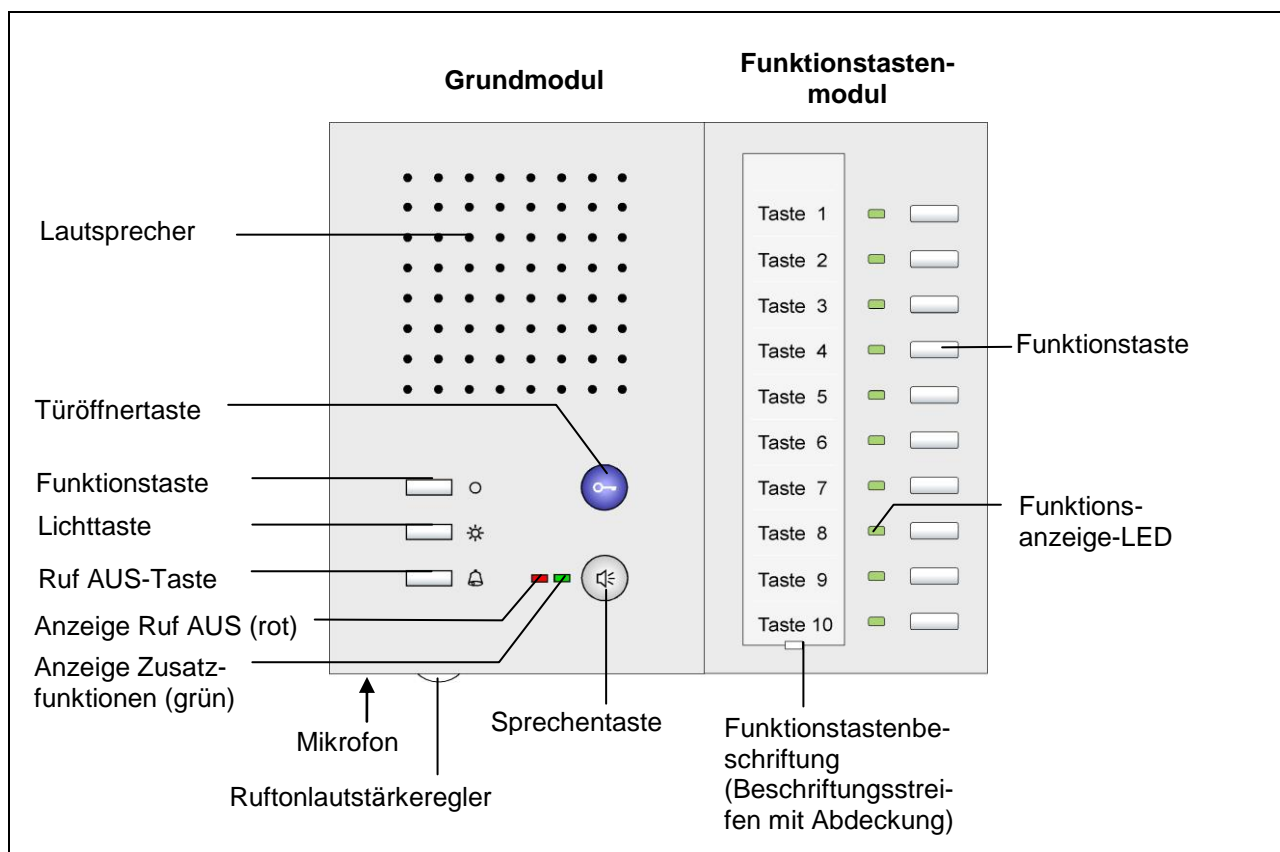 Grundmodul
Funktionstasten-
modul
Lautsprecher
Türöffnertaste
Funktionstaste
Lichttaste
Ruf AUS-Taste
Anzeige Ruf AUS (rot)
Anzeige Zusatz-
funktionen (grün)
Mikrofon
Ruftonlautstärkeregler
Sprechentaste
Taste 1
Taste 2
Taste 3
Taste 4
Taste 5
Taste 6
Taste 7
Taste 8
Taste 9
Taste 10
Funktionstaste
Funktions-
anzeige-LED
Funktionstastenbe-
schriftung
(Beschriftungsstrei-
fen mit Abdeckung)